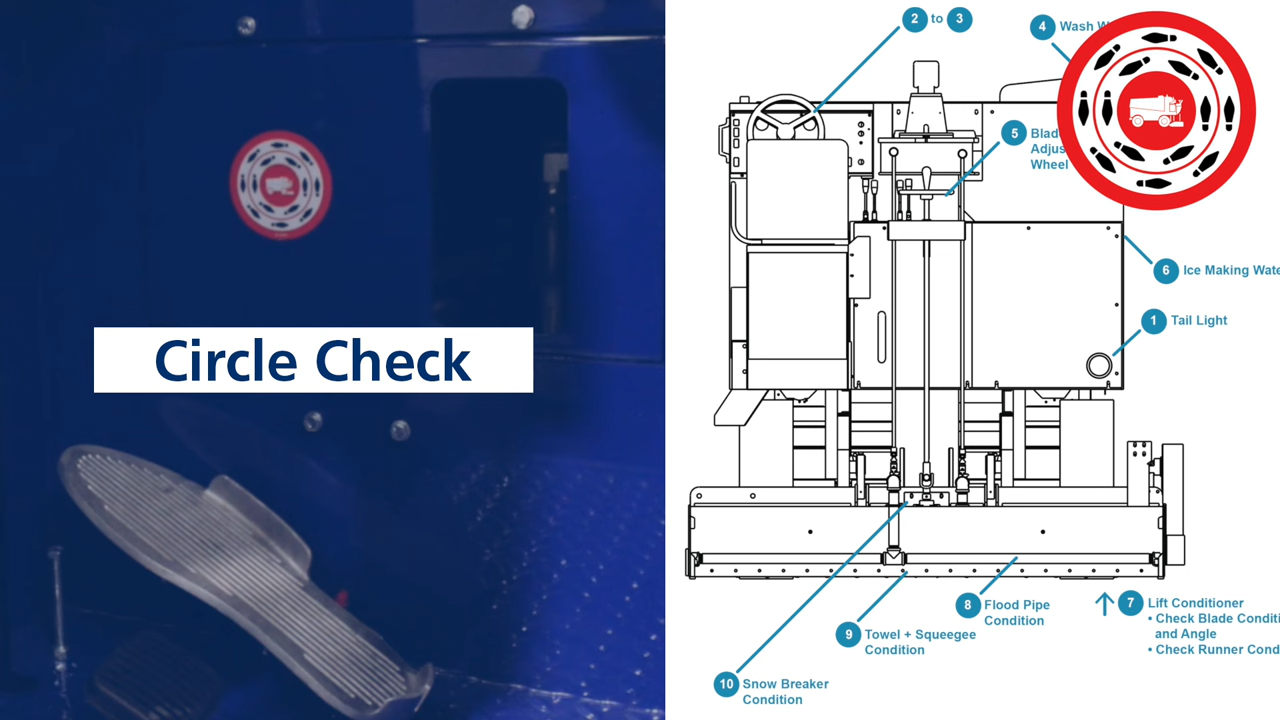 Circle Check
2 to 3
4 Wash
5
Adjus
Wheel
6 Ice Making Wate
1 Tail Light
8 Flood Pipe
Condition
7 Lift Conditioner
• Check Blade Conditi
and Angle
• Check Runner Cond
9 Towel + Squeegee
Condition
10 Snow Breaker
Condition